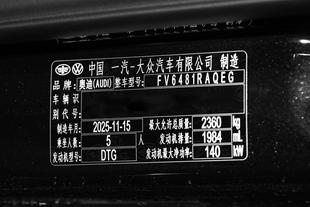 中国 一汽-大众汽车有限公司 制造
品牌 奥迪(AUDI) 整车型号 FV6481RAQEG
车辆识
别代号
制造年月 2025-11-15 最大允许总质量 2360 kg
乘坐人数 5 人 发动机排量 1984 mL
发动机型号 DTG 发动机最大净功率 140 kW